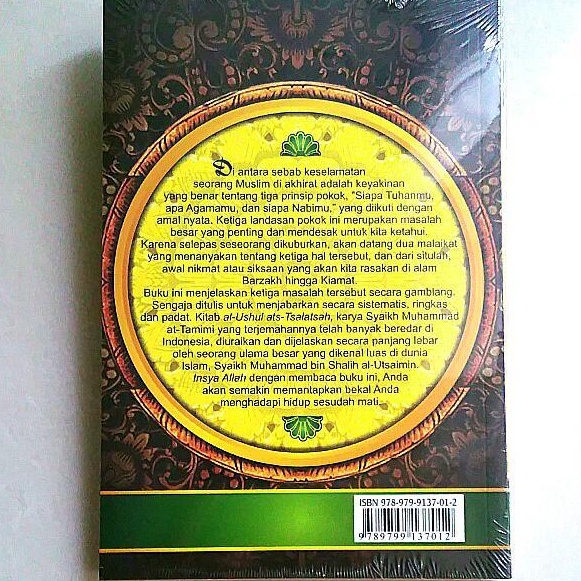 Di antara sebab keselamatan
seorang Muslim di akhirat adalah keyakinan
yang benar tentang tiga prinsip pokok, "Siapa Tuhanmu,
apa Agamamu, dan siapa Nabimu," yang diikuti dengan
amal nyata. Ketiga landasan pokok ini merupakan masalah
besar yang penting dan mendesak untuk kita ketahui.
Karena selepas seseorang dikuburkan, akan datang dua malaikat
yang menanyakan tentang ketiga hal tersebut, dan dari situlah,
awal nikmat atau siksaan yang akan kita rasakan di alam
Barzakh hingga Kiamat.
Buku ini menjelaskan ketiga masalah tersebut secara gamblang.
Sengaja ditulis untuk menjabarkan secara sistematis, ringkas
dan padat. Kitab al-Ushul ats-Tsalatsah, karya Syaikh Muhammad
at-Tamimi yang terjemahannya telah banyak beredar di
Indonesia, diuraikan dan dijelaskan secara panjang lebar
oleh seorang ulama besar yang dikenal luas di dunia
Islam, Syaikh Muhammad bin Shalih al-Utsaimin.
Insya Allah dengan membaca buku ini, Anda
akan semakin memantapkan bekal Anda
menghadapi hidup sesudah mati.
ISBN 978-979-9137-01-2
9 789799 137012